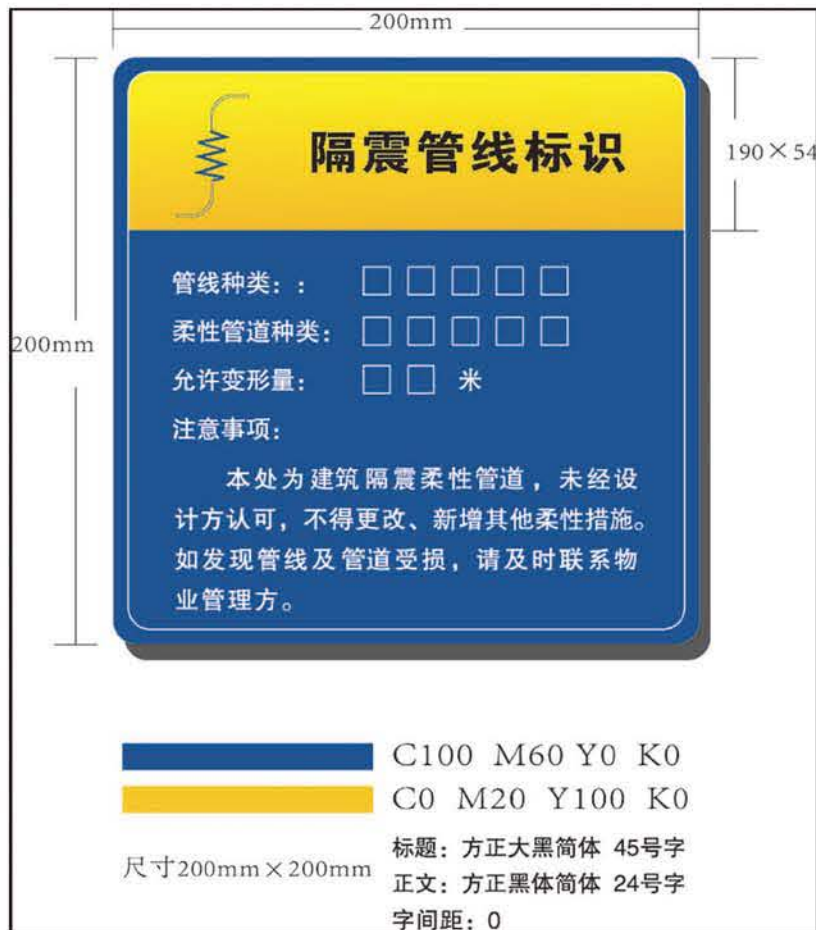 200mm
190×54
200mm
隔震管线标识
管线种类：：□□□□□
柔性管道种类：□□□□□
允许变形量：□□ 米
注意事项：
本处为建筑隔震柔性管道，未经设
计方认可，不得更改、新增其他柔性措施。
如发现管线及管道受损，请及时联系物
业管理方。
C100 M60 Y0 K0
C0 M20 Y100 K0
尺寸200mm×200mm
标题：方正大黑简体 45号字
正文：方正黑体简体 24号字
字间距：0